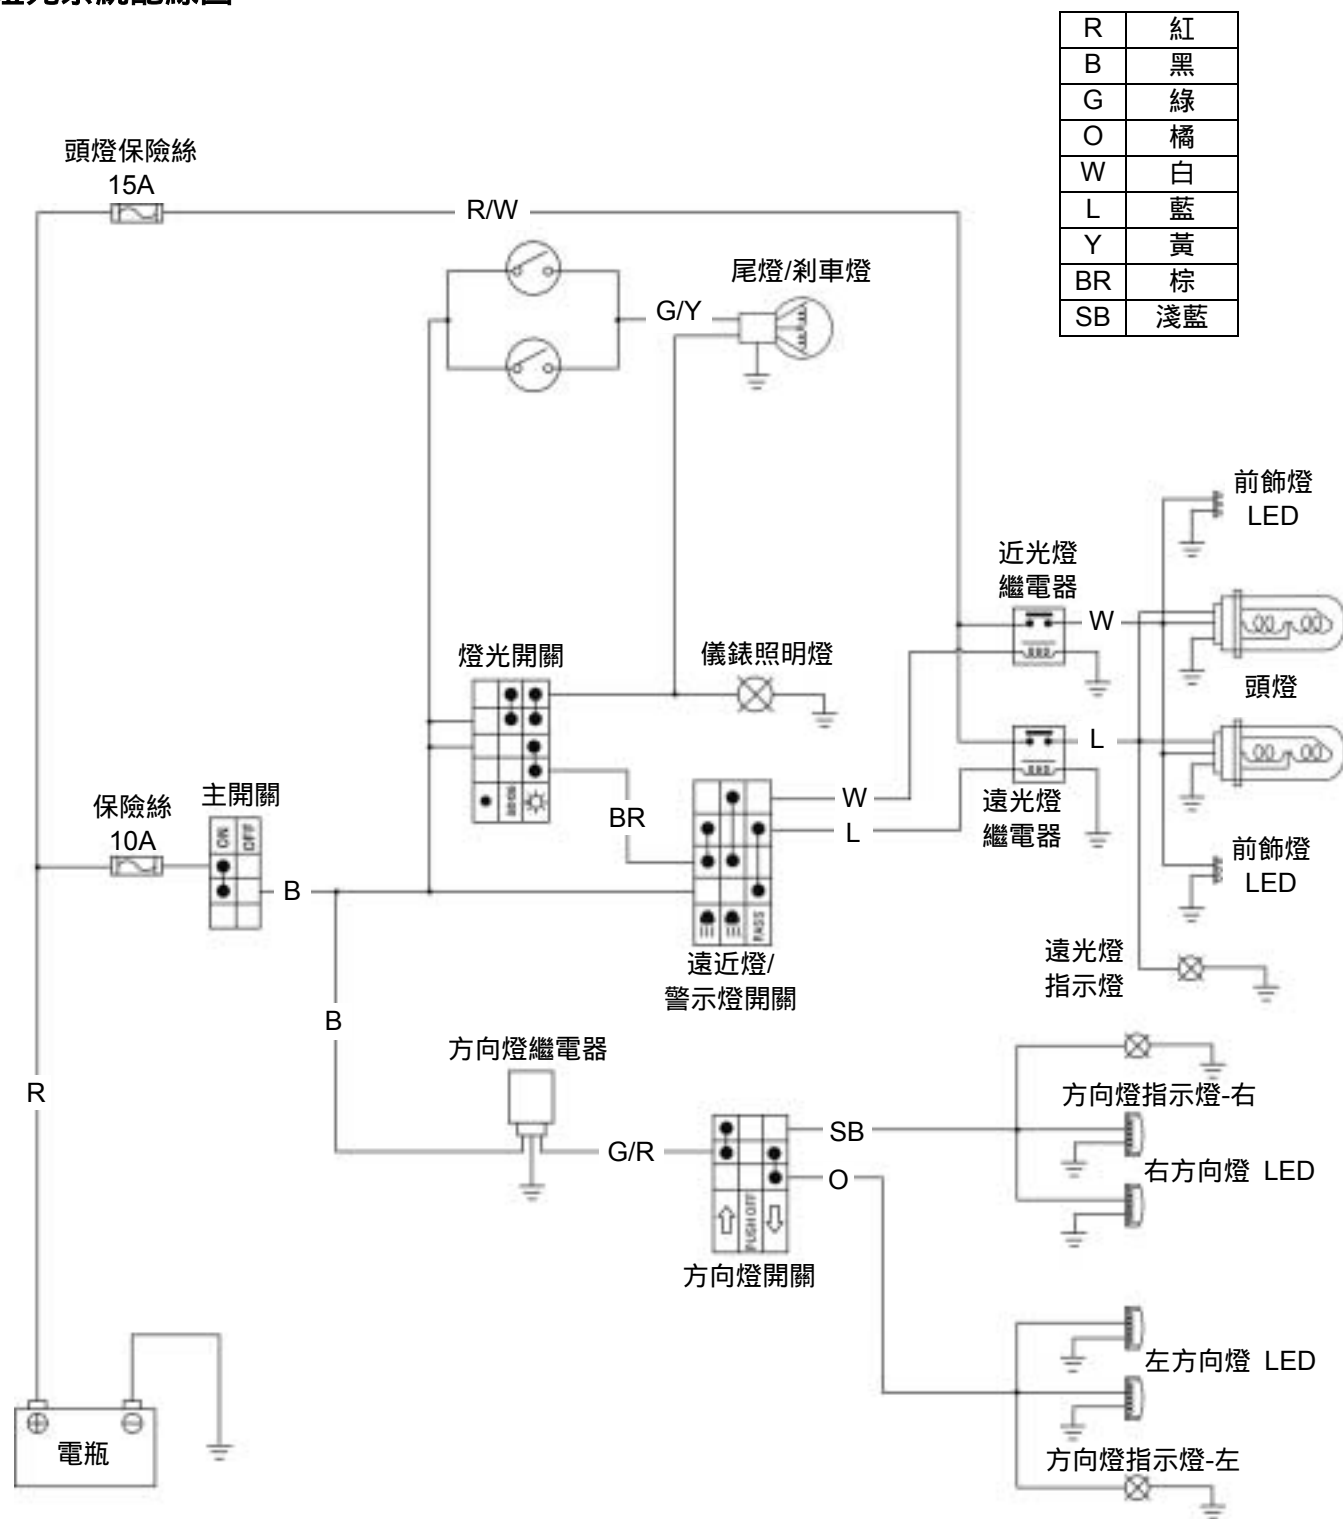 R 紅
B 黑
G 綠
O 橘
W 白
L 藍
Y 黃
BR 棕
SB 淺藍
頭燈保險絲
15A
R/W
尾燈/剎車燈
G/Y
前飾燈
LED
近光燈
繼電器
W
燈光開關
儀錶照明燈
頭燈
L
保險絲
10A
主開關
ON
OFF
BR
W
L
遠光燈
繼電器
前飾燈
LED
B
PASS
遠近燈/
警示燈開關
遠光燈
指示燈
B
方向燈繼電器
R
方向燈指示燈-右
SB
G/R
右方向燈 LED
O
PUSH OFF
方向燈開關
左方向燈 LED
電瓶
方向燈指示燈-左